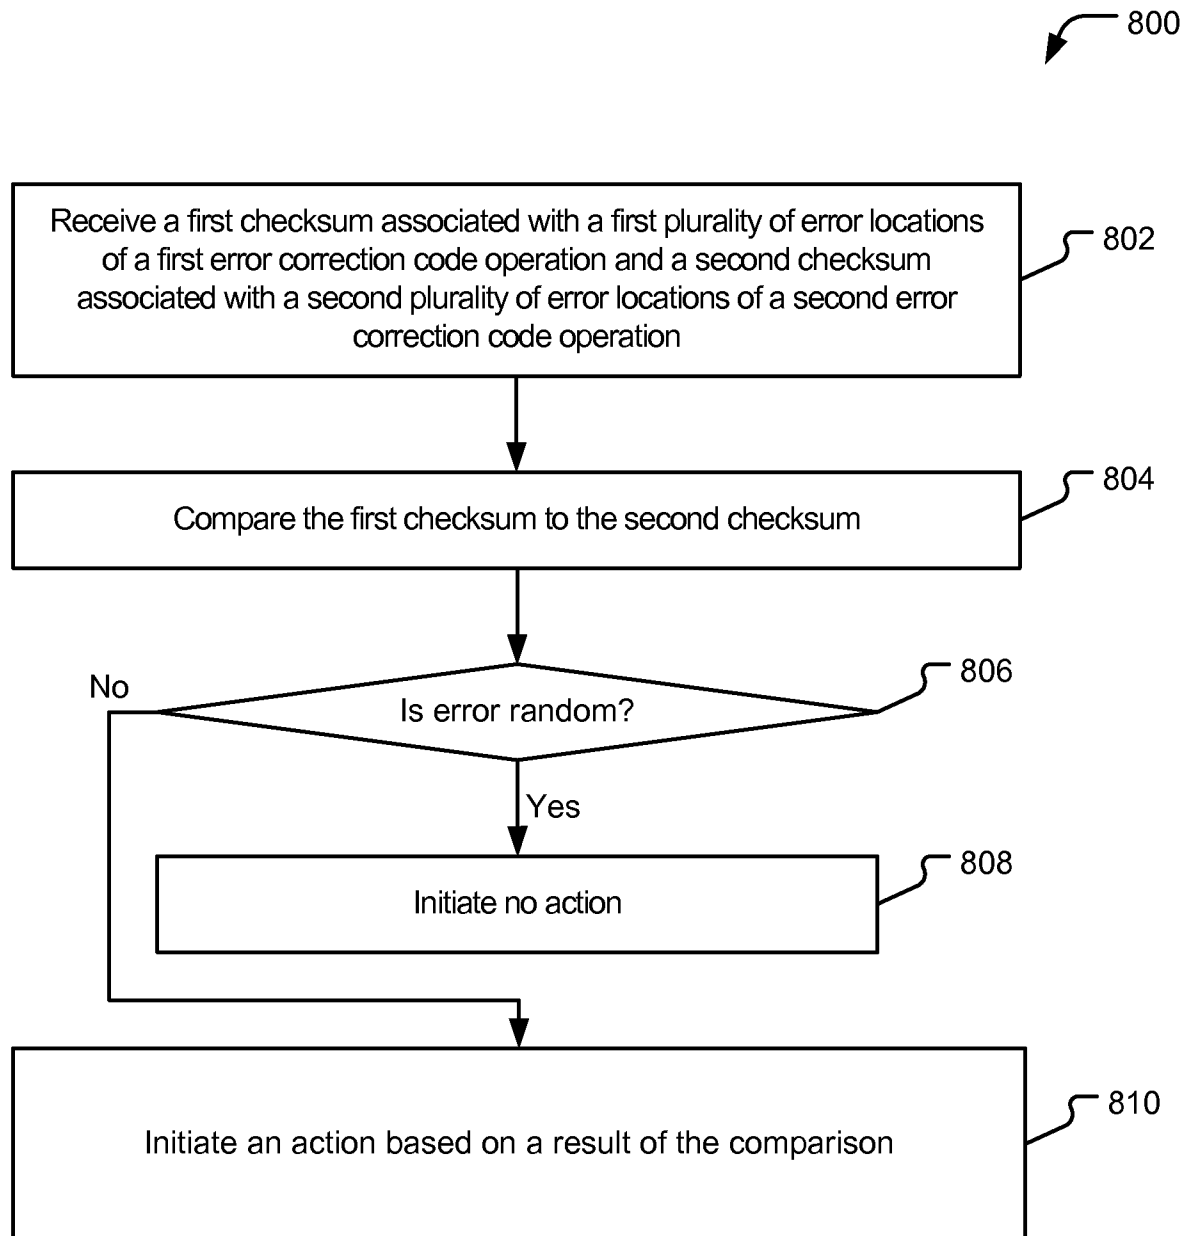 800
Receive a first checksum associated with a first plurality of error locations
of a first error correction code operation and a second checksum
associated with a second plurality of error locations of a second error
correction code operation
802
Compare the first checksum to the second checksum
804
Is error random?
806
No
Yes
Initiate no action
808
Initiate an action based on a result of the comparison
810